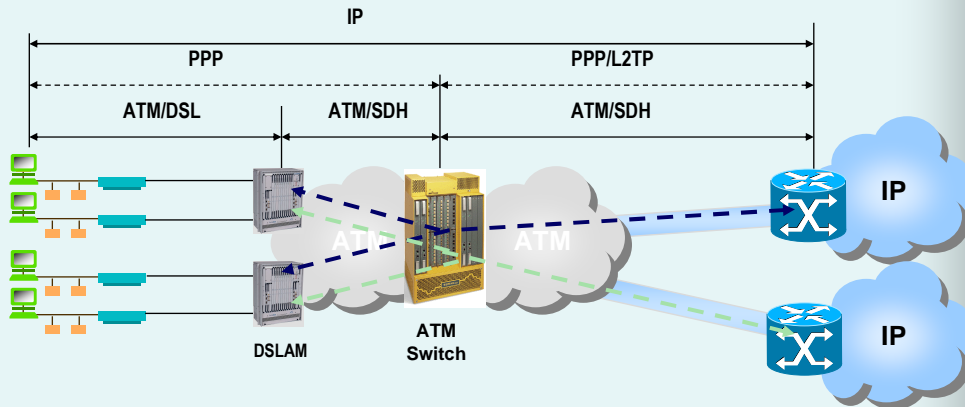 IP
PPP
PPP/L2TP
ATM/DSL
ATM/SDH
ATM/SDH
IP
ATM
ATM
DSLAM
ATM
Switch
IP